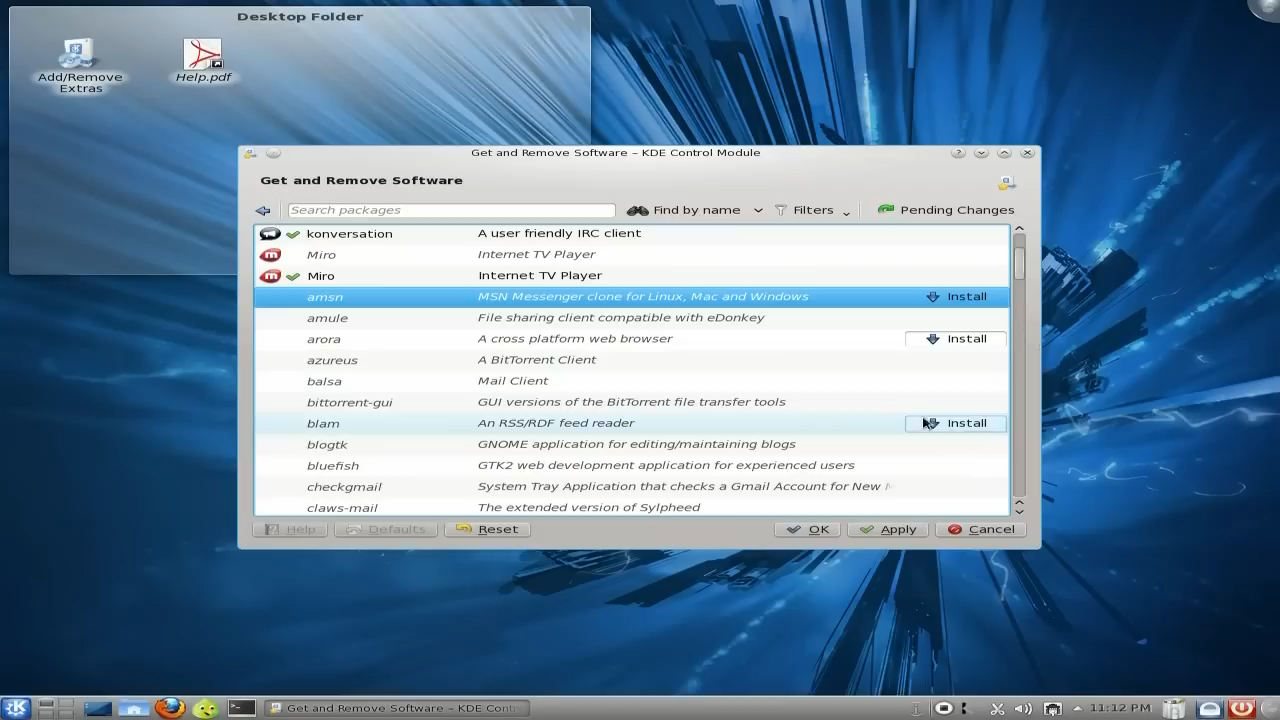 Desktop Folder
Add/Remove
Extras
Help.pdf
Get and Remove Software – KDE Control Module
Get and Remove Software
Search packages
Find by name
Filters
Pending Changes
konversation A user friendly IRC client
Miro Internet TV Player
Miro Internet TV Player
amsn MSN Messenger clone for Linux, Mac and Windows Install
amule File sharing client compatible with eDonkey
arora A cross platform web browser Install
azureus A BitTorrent Client
balsa Mail Client
bittorrent-gui GUI versions of the BitTorrent file transfer tools
blam An RSS/RDF feed reader Install
blogtk GNOME application for editing/maintaining blogs
bluefish GTK2 web development application for experienced users
checkgmail System Tray Application that checks a Gmail Account for New
claws-mail The extended version of Sylpheed
Help Defaults Reset OK Apply Cancel
Get and Remove Software – KDE Cont
11:12 PM